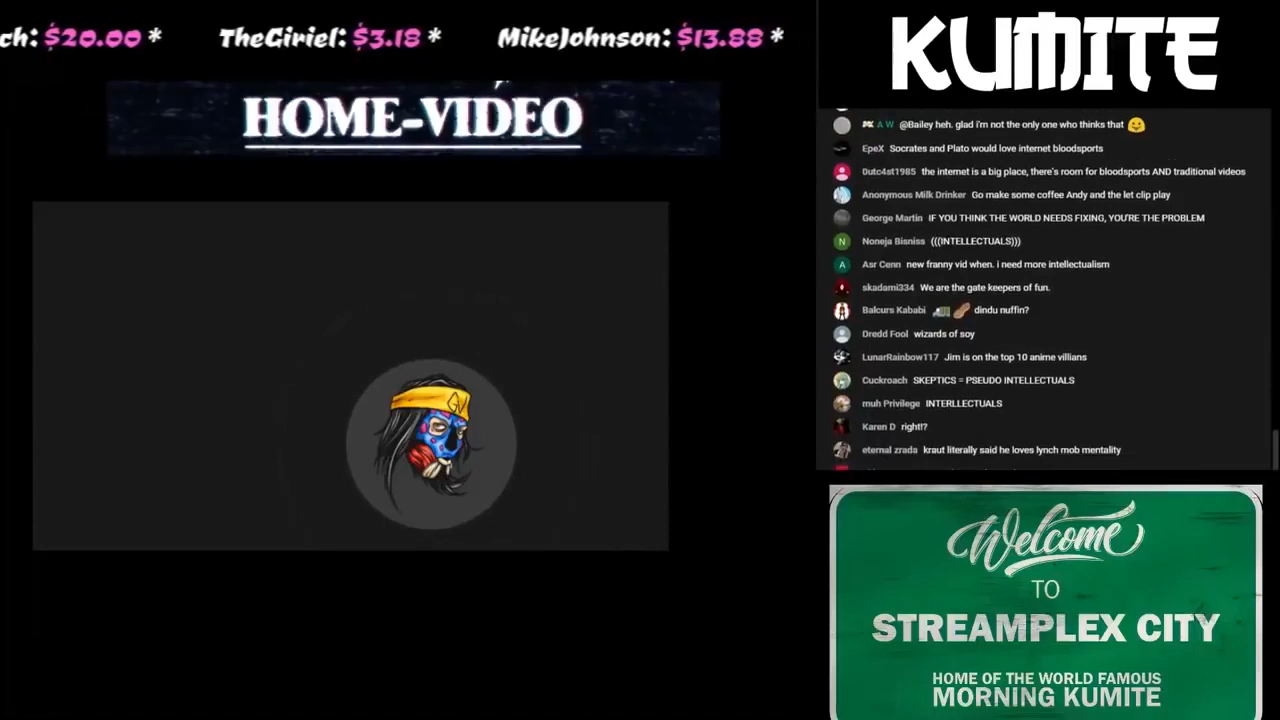 ch: $20.00 * TheGiriel: $3.18 * MikeJohnson: $13.88 *
KUMITE
HOME-VIDEO
A W @Bailey heh. glad i'm not the only one who thinks that
EpeX Socrates and Plato would love internet bloodsports
0utc4st1985 the internet is a big place, there's room for bloodsports AND traditional videos
Anonymous Milk Drinker Go make some coffee Andy and the let clip play
George Martin IF YOU THINK THE WORLD NEEDS FIXING, YOU'RE THE PROBLEM
N Noneja Bisniss (((INTELLECTUALS)))
A Asr Cenn new franny vid when. i need more intellectualism
skadami334 We are the gate keepers of fun.
Balcurs Kababi dindu nuffin?
Dredd Fool wizards of soy
LunarRainbow117 Jim is on the top 10 anime villians
Cuckroach SKEPTICS = PSEUDO INTELLECTUALS
muh Privilege INTERLLECTUALS
Karen D right!?
eternal zrada kraut literally said he loves lynch mob mentality
GV
Welcome
TO
STREAMPLEX CITY
HOME OF THE WORLD FAMOUS
MORNING KUMITE